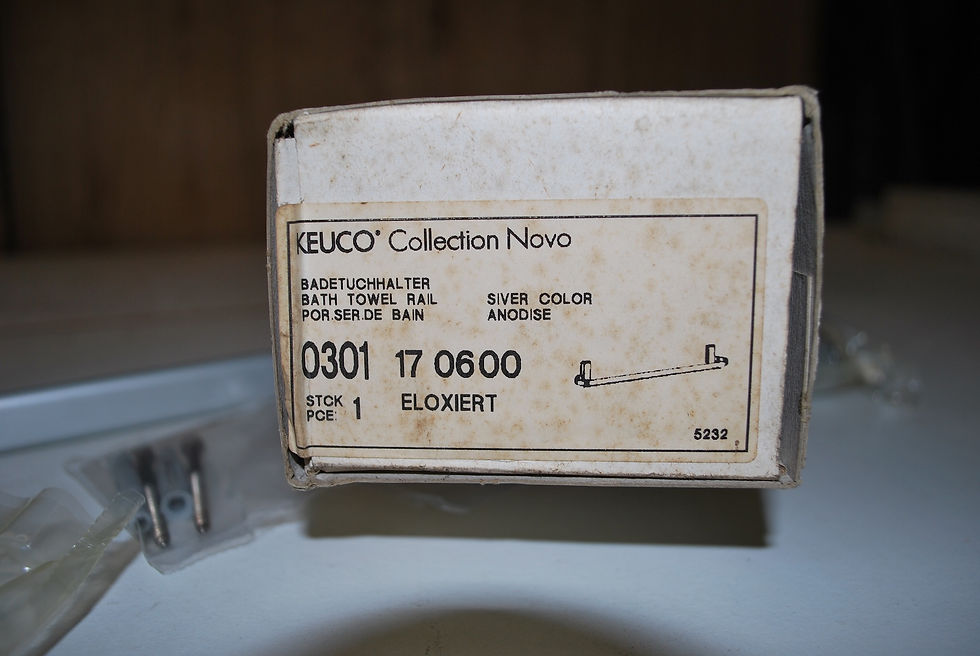 KEUCO® Collection Novo
BADETUCHHALTER
BATH TOWEL RAIL SIVER COLOR
POR.SER.DE BAIN ANODISE
0301 17 0600
STCK
PCE. 1 ELOXIERT
5232